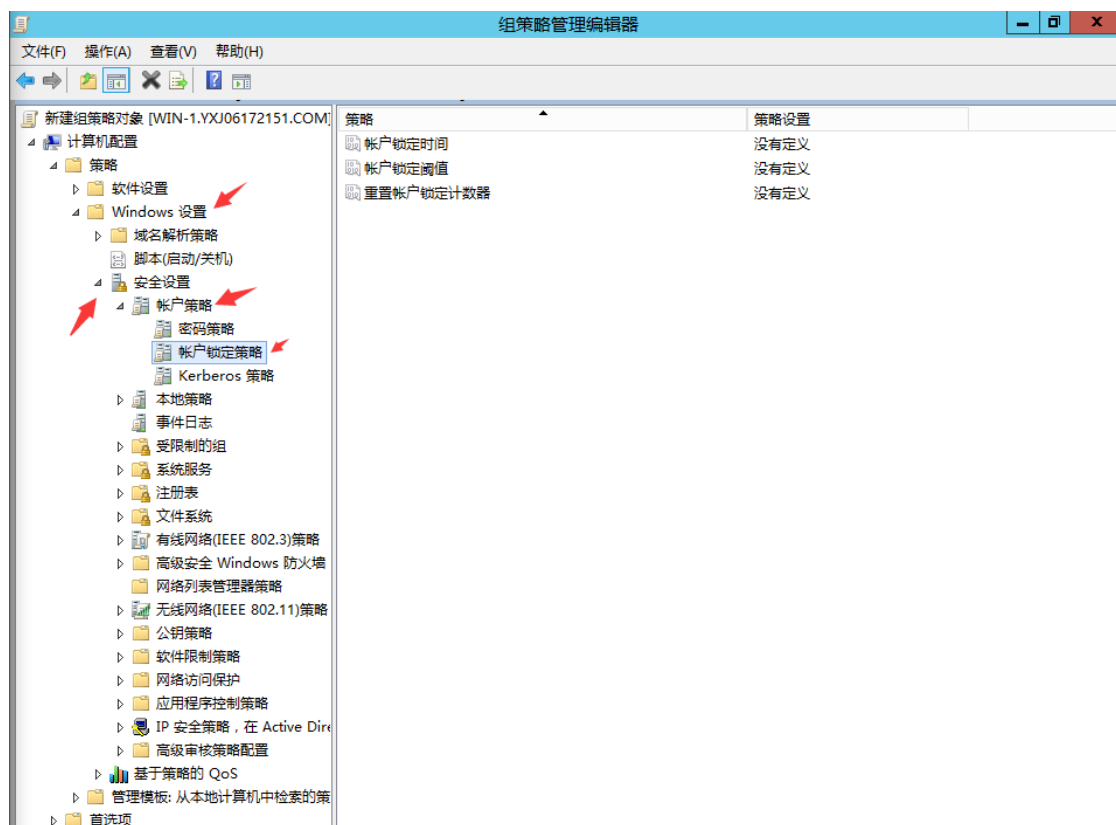 组策略管理编辑器
文件(F) 操作(A) 查看(V) 帮助(H)
新建组策略对象 [WIN-1.YXJ06172151.COM]
计算机配置
策略
软件设置
Windows 设置
域名解析策略
脚本(启动/关机)
安全设置
帐户策略
密码策略
帐户锁定策略
Kerberos 策略
本地策略
事件日志
受限制的组
系统服务
注册表
文件系统
有线网络(IEEE 802.3)策略
高级安全 Windows 防火墙
网络列表管理器策略
无线网络(IEEE 802.11)策略
公钥策略
软件限制策略
网络访问保护
应用程序控制策略
IP 安全策略，在 Active Dire
高级审核策略配置
基于策略的 QoS
管理模板: 从本地计算机中检索的策
首选项
策略 策略设置
帐户锁定时间 没有定义
帐户锁定阈值 没有定义
重置帐户锁定计数器 没有定义